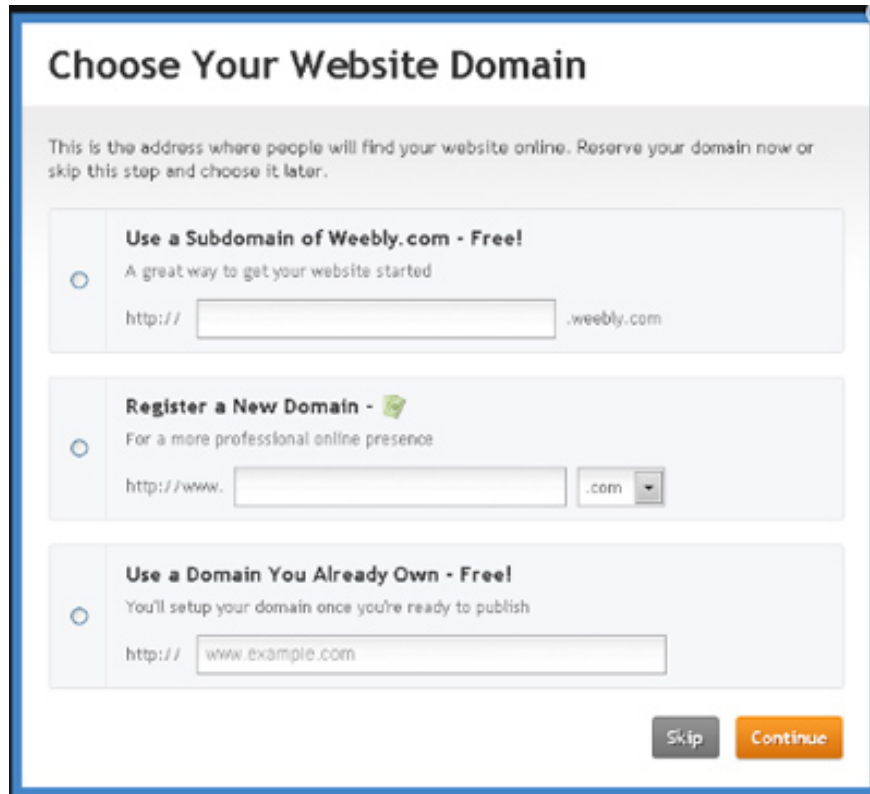 Choose Your Website Domain
This is the address where people will find your website online. Reserve your domain now or
skip this step and choose it later.
Use a Subdomain of Weebly.com - Free!
A great way to get your website started
http:// .weebly.com
Register a New Domain -
For a more professional online presence
http://www. .com
Use a Domain You Already Own - Free!
You'll setup your domain once you're ready to publish
http:// www.example.com
Skip Continue